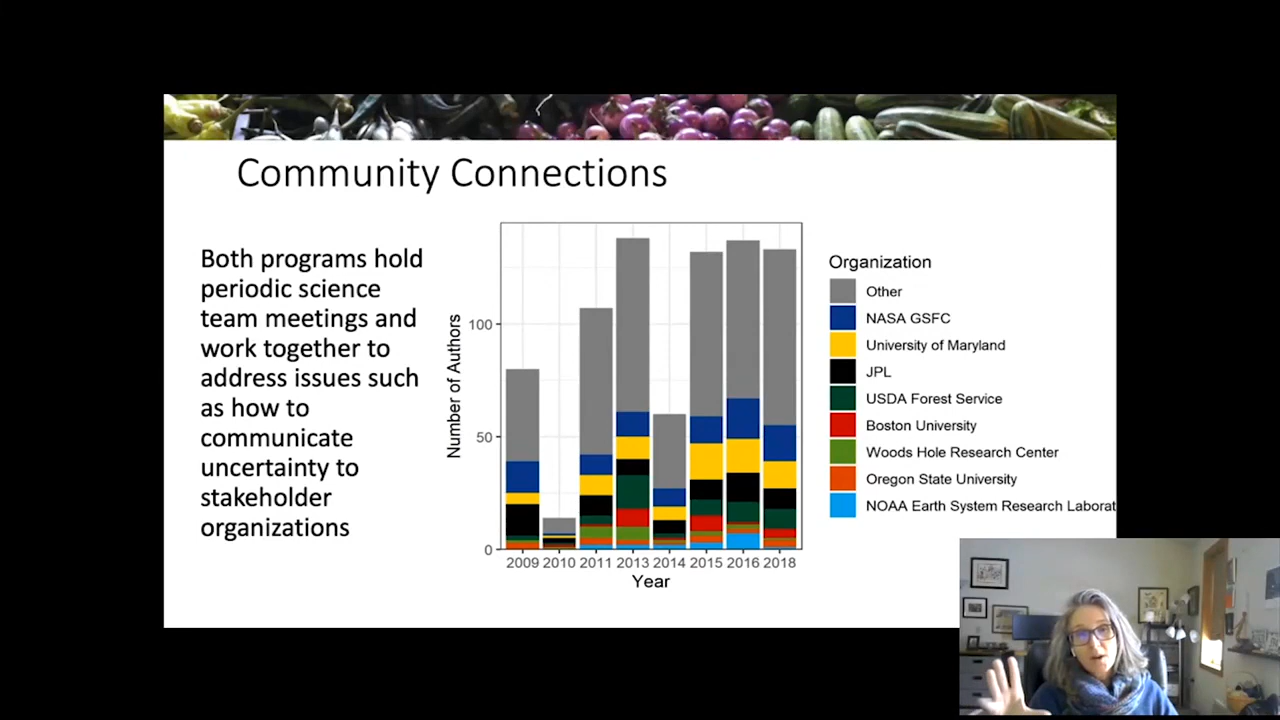 Community Connections
Both programs hold
periodic science
team meetings and
work together to
address issues such
as how to
communicate
uncertainty to
stakeholder
organizations
Number of Authors
100
50
0
2009 2010 2011 2013 2014 2015 2016 2018
Year
Organization
Other
NASA GSFC
University of Maryland
JPL
USDA Forest Service
Boston University
Woods Hole Research Center
Oregon State University
NOAA Earth System Research Laborat